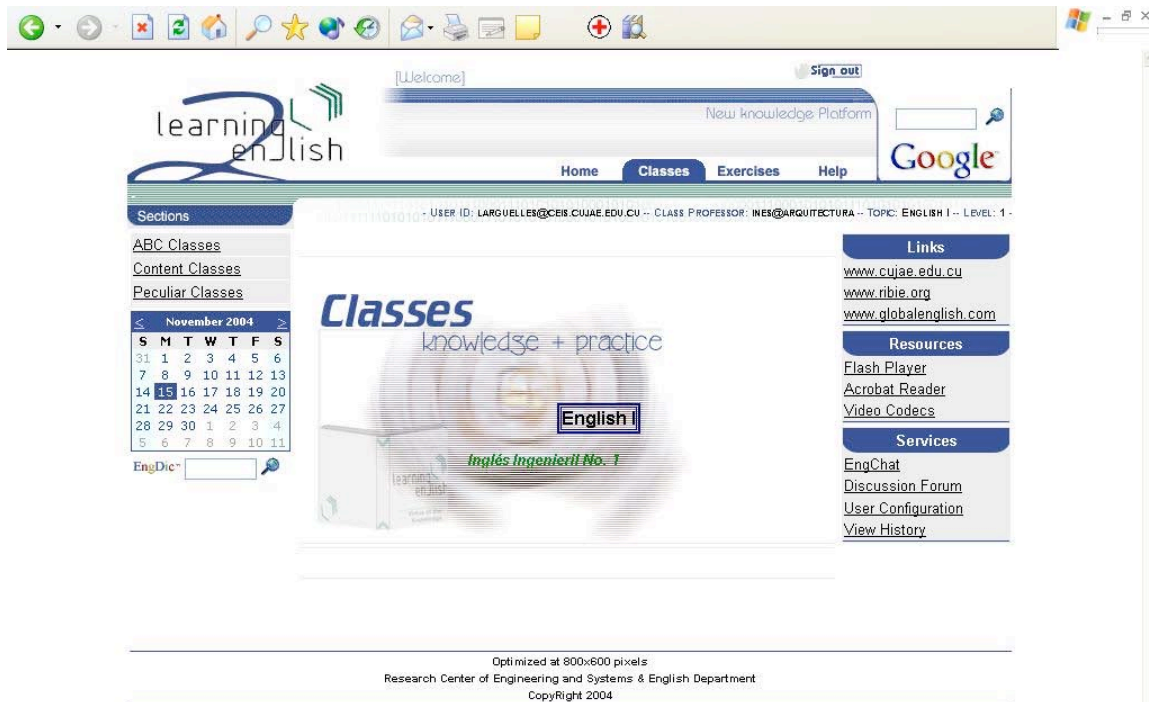 [Welcome]
Sign out
learning
enJlish
New knowledge Platform
Google
Home Classes Exercises Help
Sections
- USER ID: LARGUELLES@CEIS.CUJAE.EDU.CU -- CLASS PROFESSOR: INES@ARQUITECTURA -- TOPIC: ENGLISH I -- LEVEL: 1 -
ABC Classes
Content Classes
Peculiar Classes
< November 2004 >
S M T W T F S
31 1 2 3 4 5 6
7 8 9 10 11 12 13
14 15 16 17 18 19 20
21 22 23 24 25 26 27
28 29 30 1 2 3 4
5 6 7 8 9 10 11
EngDic
Classes
knowledge + practice
English I
Inglés Ingenieril No. 1
learning
enJlish
Links
www.cujae.edu.cu
www.ribie.org
www.globalenglish.com
Resources
Flash Player
Acrobat Reader
Video Codecs
Services
EngChat
Discussion Forum
User Configuration
View History
Optimized at 800x600 pixels
Research Center of Engineering and Systems & English Department
CopyRight 2004